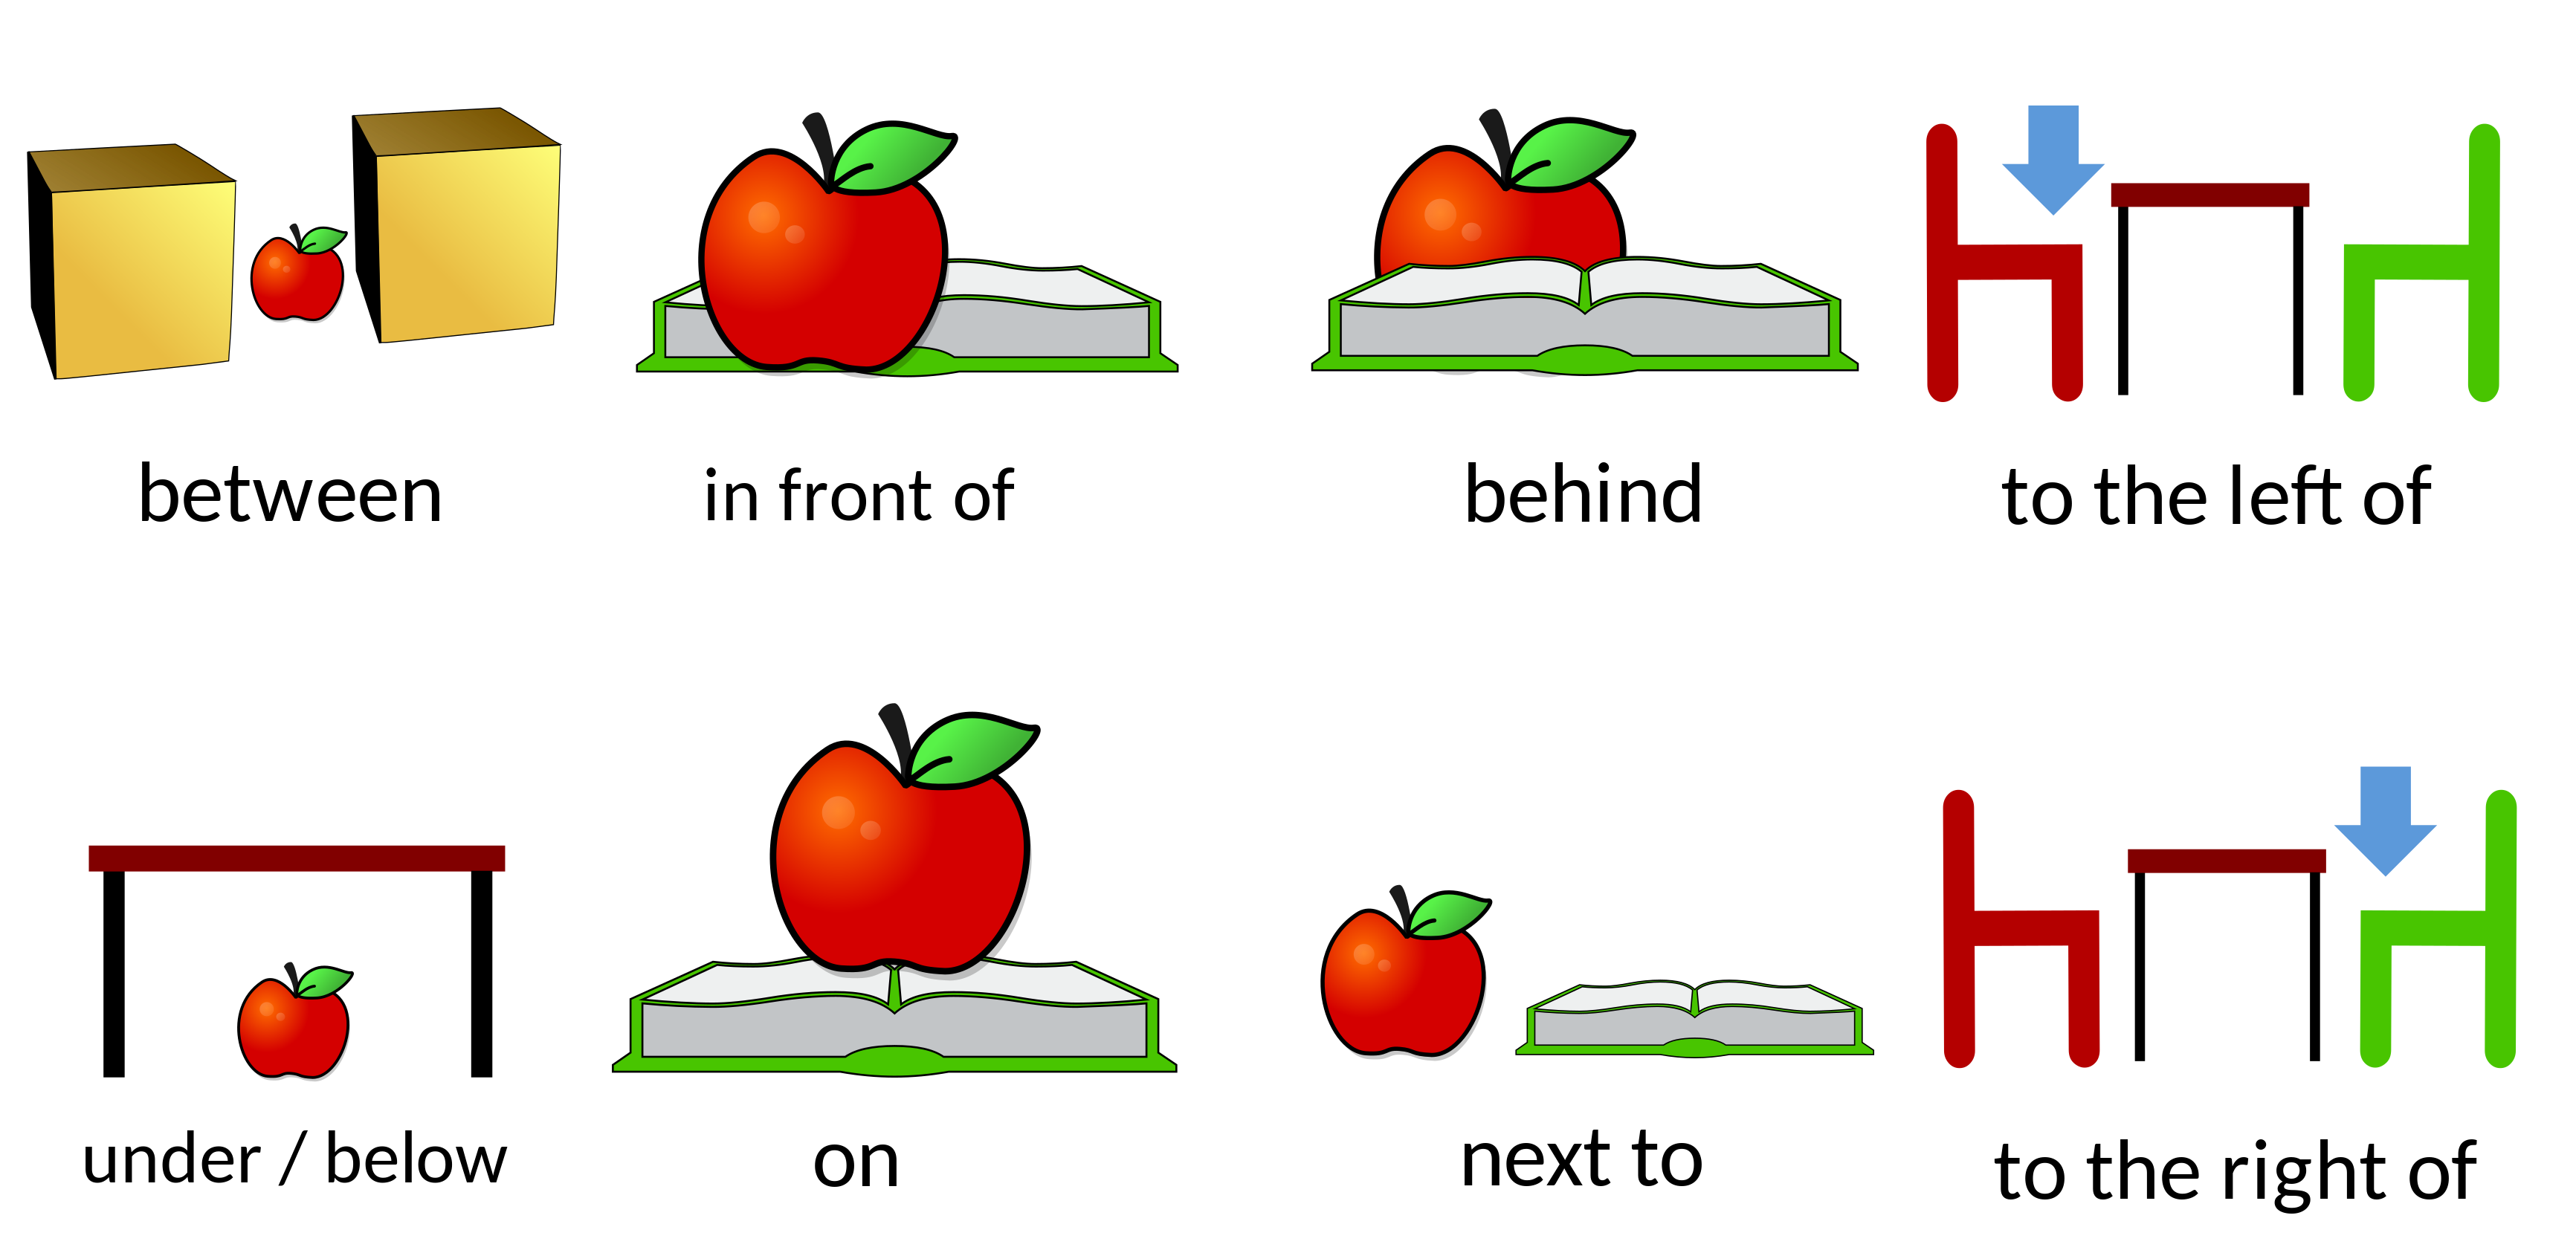 between
in front of
behind
to the left of
under / below
on
next to
to the right of